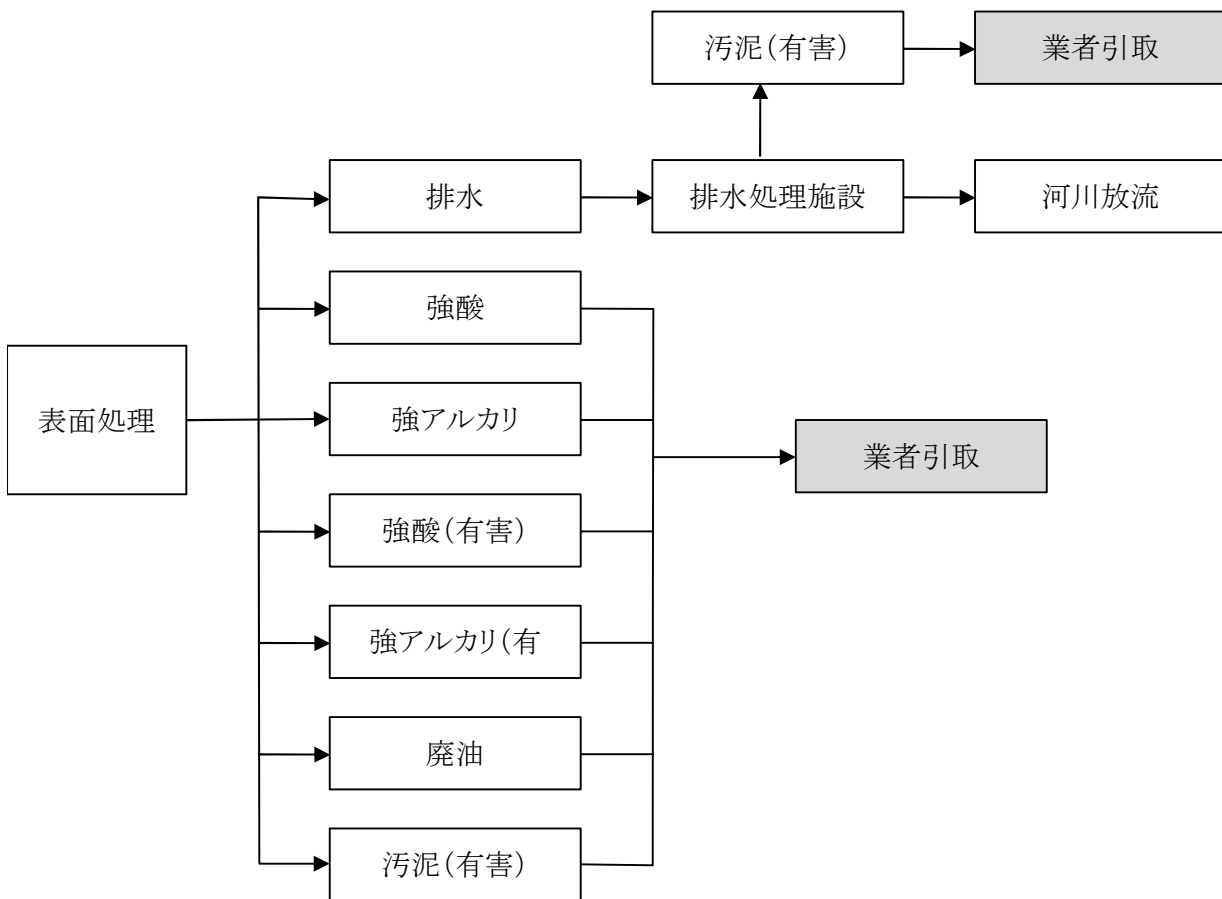 汚泥(有害)
業者引取
排水
排水処理施設
河川放流
強酸
表面処理
強アルカリ
業者引取
強酸(有害)
強アルカリ(有
廃油
汚泥(有害)